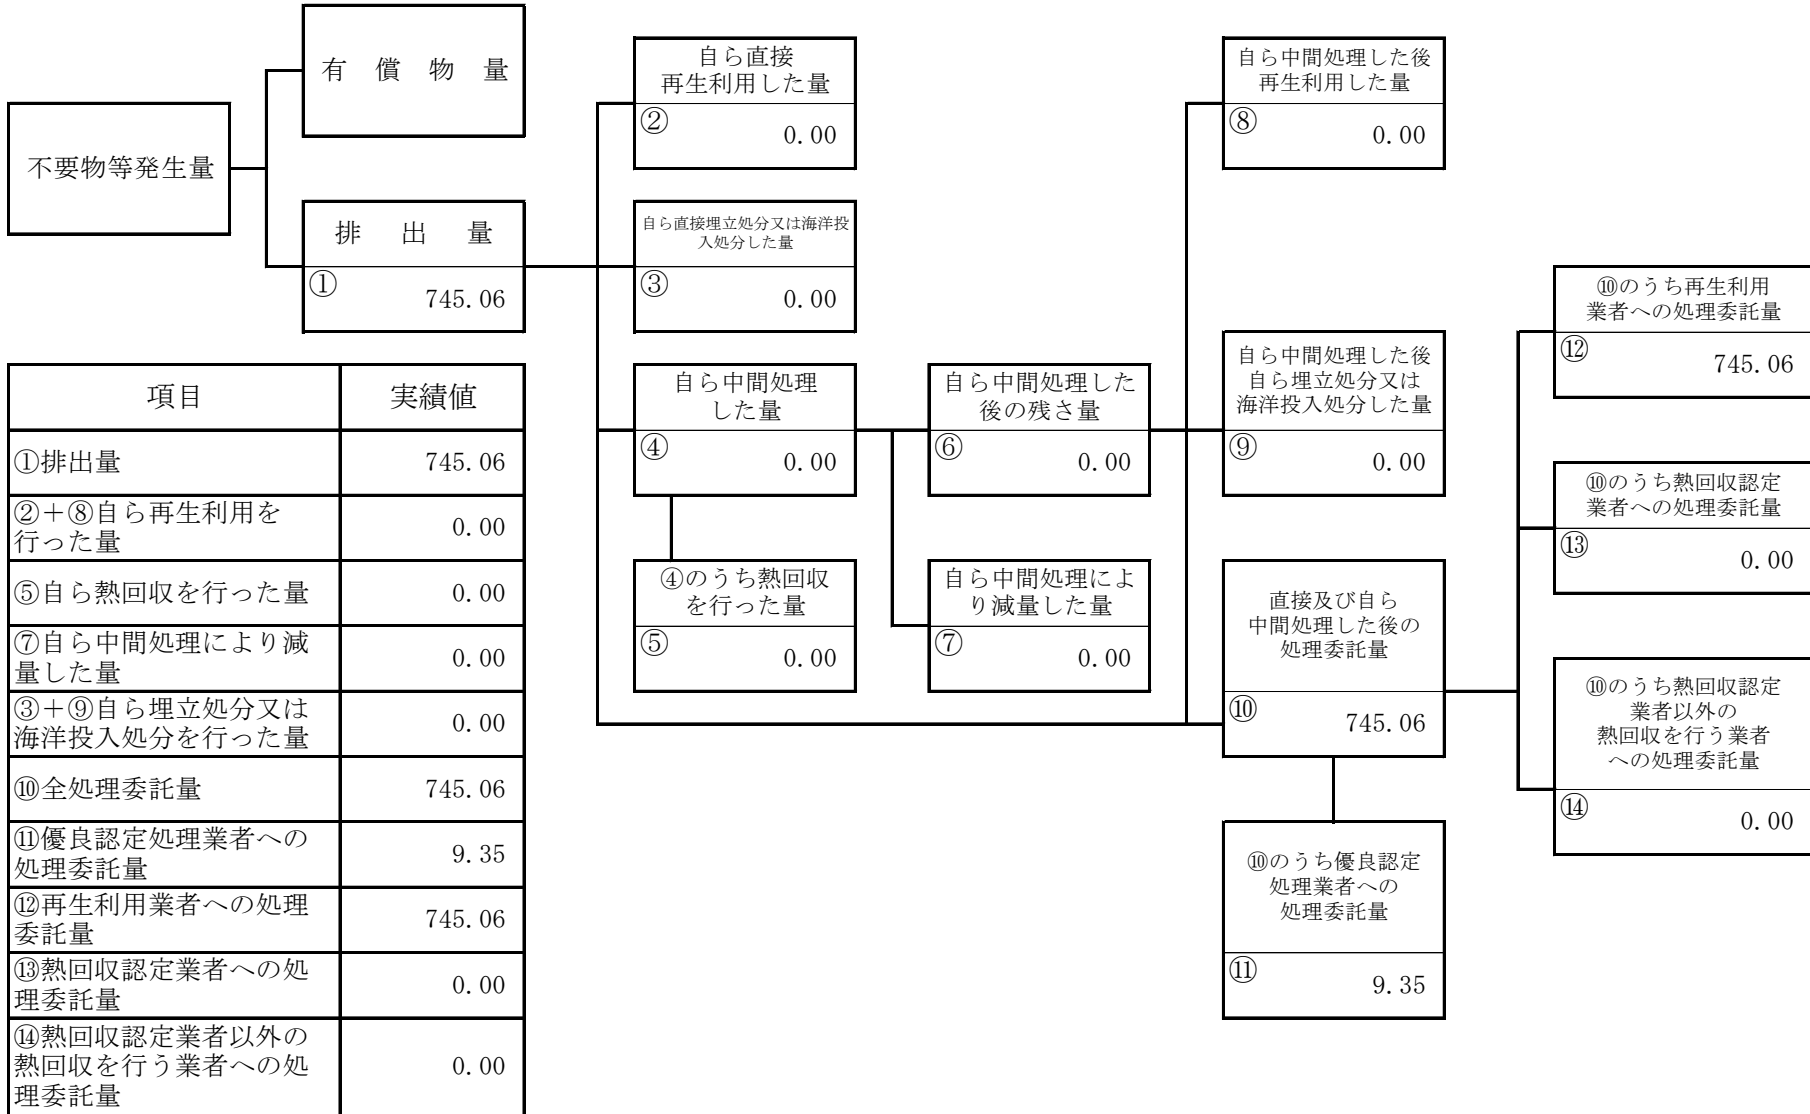 不要物等発生量
有償物量
排出量
①
745.06
自ら直接
再生利用した量
②
0.00
自ら直接埋立処分又は海洋投
入処分した量
③
0.00
自ら中間処理
した量
④
0.00
④のうち熱回収
を行った量
⑤
0.00
自ら中間処理した
後の残さ量
⑥
0.00
自ら中間処理によ
り減量した量
⑦
0.00
自ら中間処理した後
再生利用した量
⑧
0.00
自ら中間処理した後
自ら埋立処分又は
海洋投入処分した量
⑨
0.00
直接及び自ら
中間処理した後の
処理委託量
⑩
745.06
⑩のうち優良認定
処理業者への
処理委託量
⑪
9.35
⑩のうち再生利用
業者への処理委託量
⑫
745.06
⑩のうち熱回収認定
業者への処理委託量
⑬
0.00
⑩のうち熱回収認定
業者以外の
熱回収を行う業者
への処理委託量
⑭
0.00
項目 実績値
①排出量 745.06
②＋⑧自ら再生利用を
行った量 0.00
⑤自ら熱回収を行った量 0.00
⑦自ら中間処理により減
量した量 0.00
③＋⑨自ら埋立処分又は
海洋投入処分を行った量 0.00
⑩全処理委託量 745.06
⑪優良認定処理業者への
処理委託量 9.35
⑫再生利用業者への処理
委託量 745.06
⑬熱回収認定業者への処
理委託量 0.00
⑭熱回収認定業者以外の
熱回収を行う業者への処
理委託量 0.00